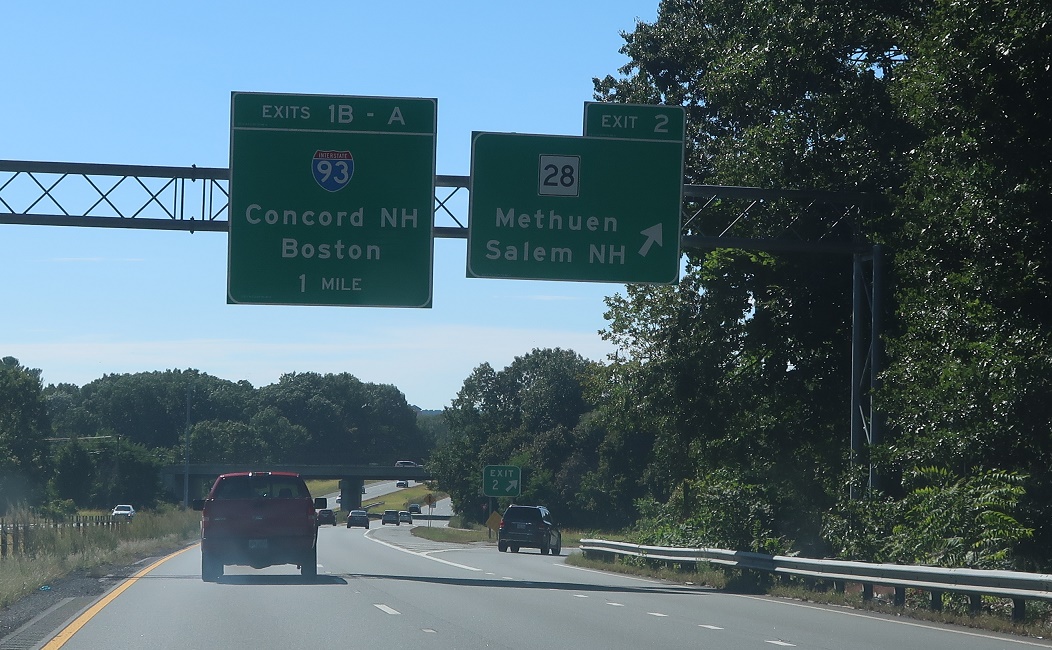 EXITS 1B - A
INTERSTATE
93
Concord NH
Boston
1 MILE
EXIT 2
28
Methuen
Salem NH
EXIT
2